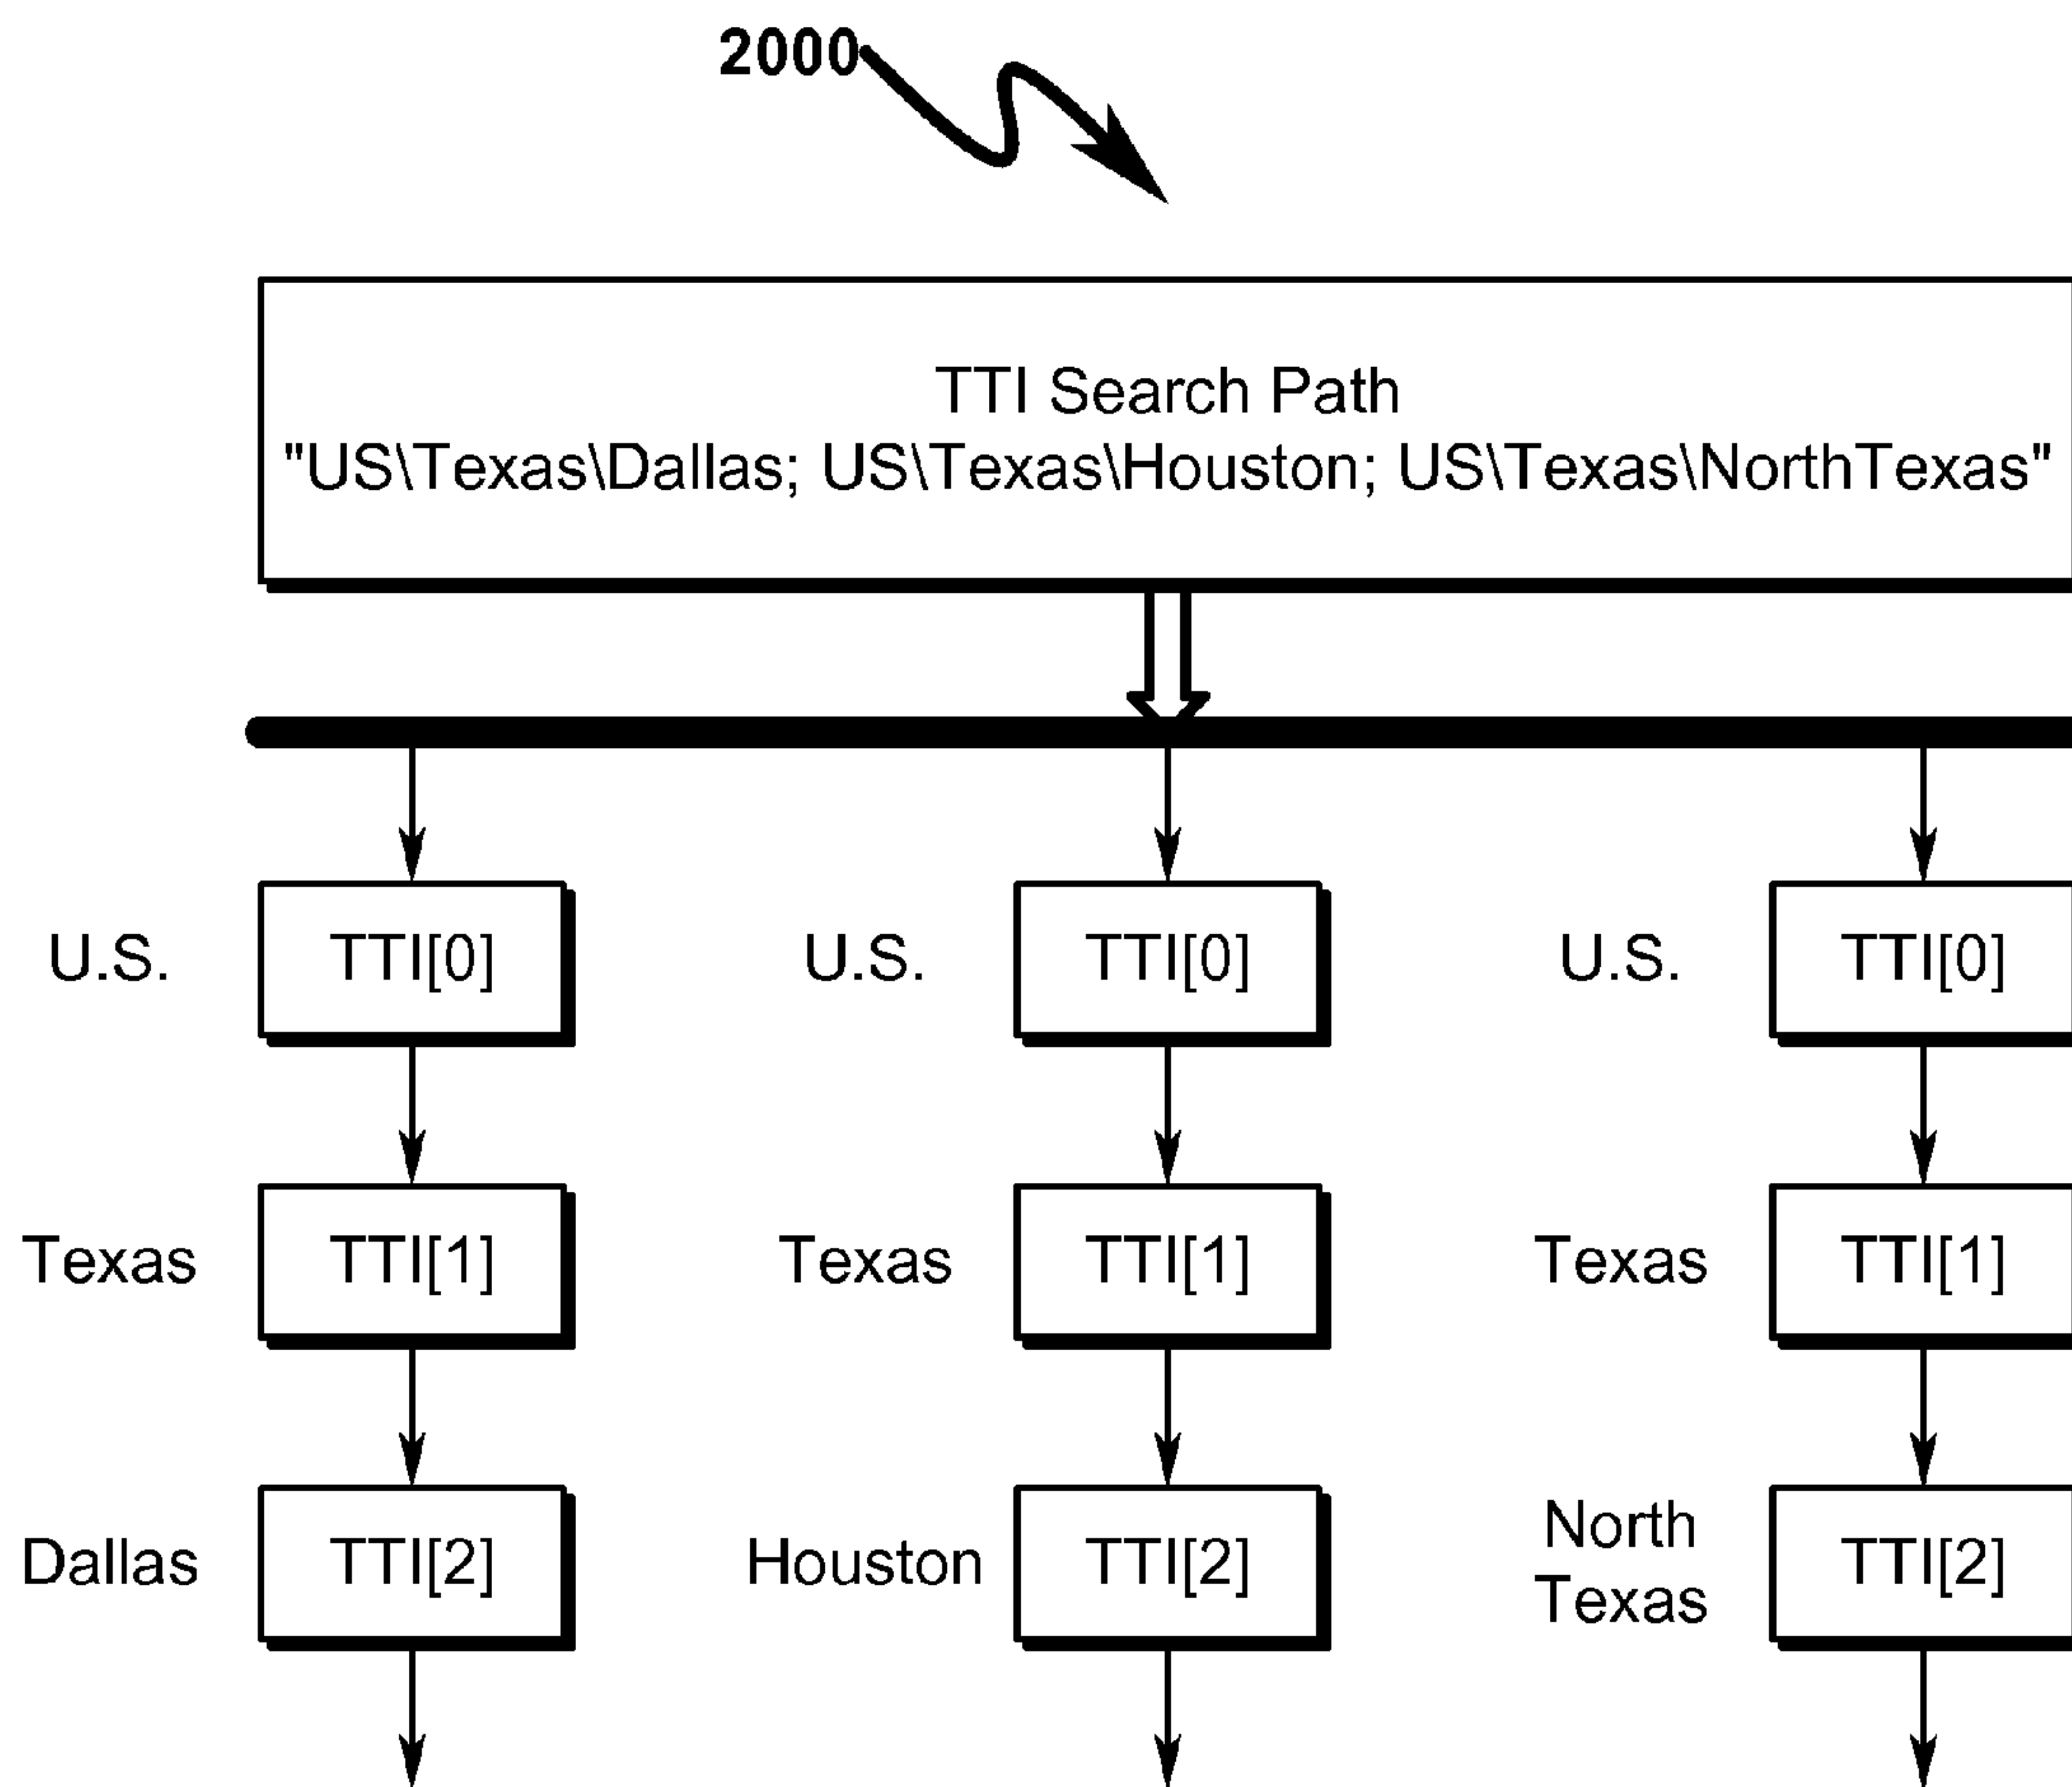 2000
TTI Search Path
"US\Texas\Dallas; US\Texas\Houston; US\Texas\NorthTexas"
U.S. TTI[0] U.S. TTI[0] U.S. TTI[0]
Texas TTI[1] Texas TTI[1] Texas TTI[1]
Dallas TTI[2] Houston TTI[2] North
Texas TTI[2]